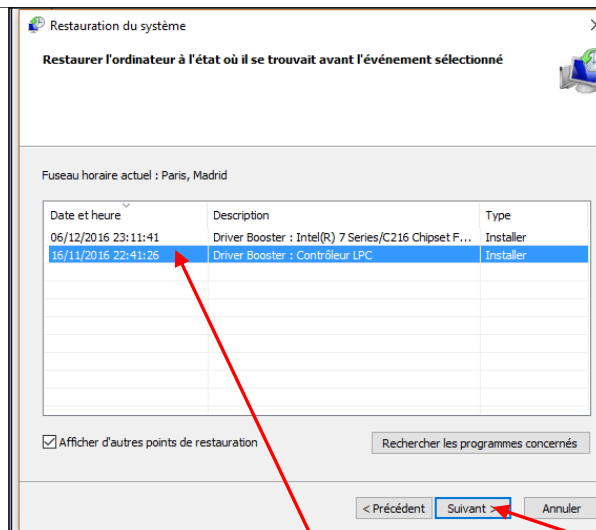 Restauration du système
Restaurer l'ordinateur à l'état où il se trouvait avant l'événement sélectionné
Fuseau horaire actuel : Paris, Madrid
Date et heure Description Type
06/12/2016 23:11:41 Driver Booster : Intel(R) 7 Series/C216 Chipset F... Installer
16/11/2016 22:41:26 Driver Booster : Contrôleur LPC Installer
Afficher d'autres points de restauration Rechercher les programmes concernés
< Précédent Suivant > Annuler